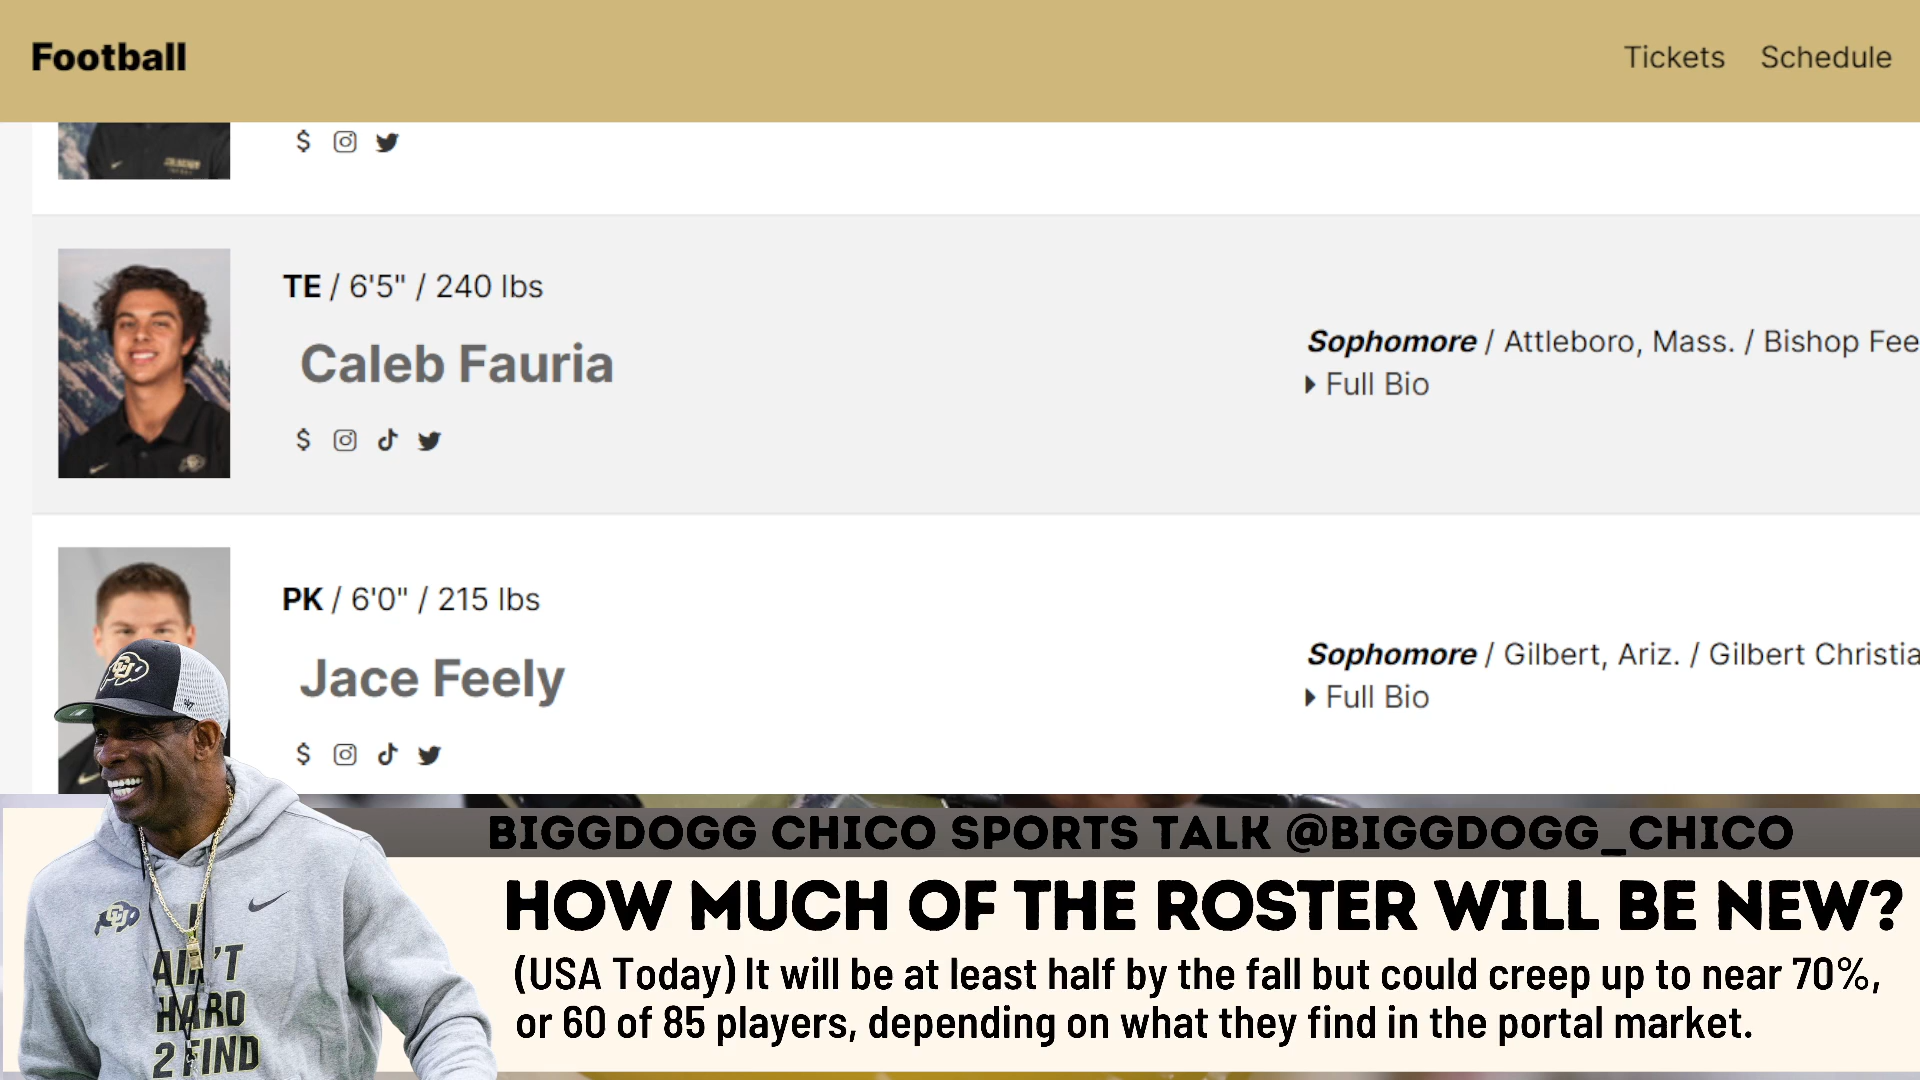 Football
Tickets Schedule
TE / 6'5" / 240 lbs
Caleb Fauria
Sophomore / Attleboro, Mass. / Bishop Fee
Full Bio
$
PK / 6'0" / 215 lbs
Jace Feely
Sophomore / Gilbert, Ariz. / Gilbert Christia
Full Bio
$
BIGGDOGG CHICO SPORTS TALK @BIGGDOGG_CHICO
HOW MUCH OF THE ROSTER WILL BE NEW?
(USA Today) It will be at least half by the fall but could creep up to near 70%,
or 60 of 85 players, depending on what they find in the portal market.
CU
'47
CU
I
AIN'T
HARD
2 FIND